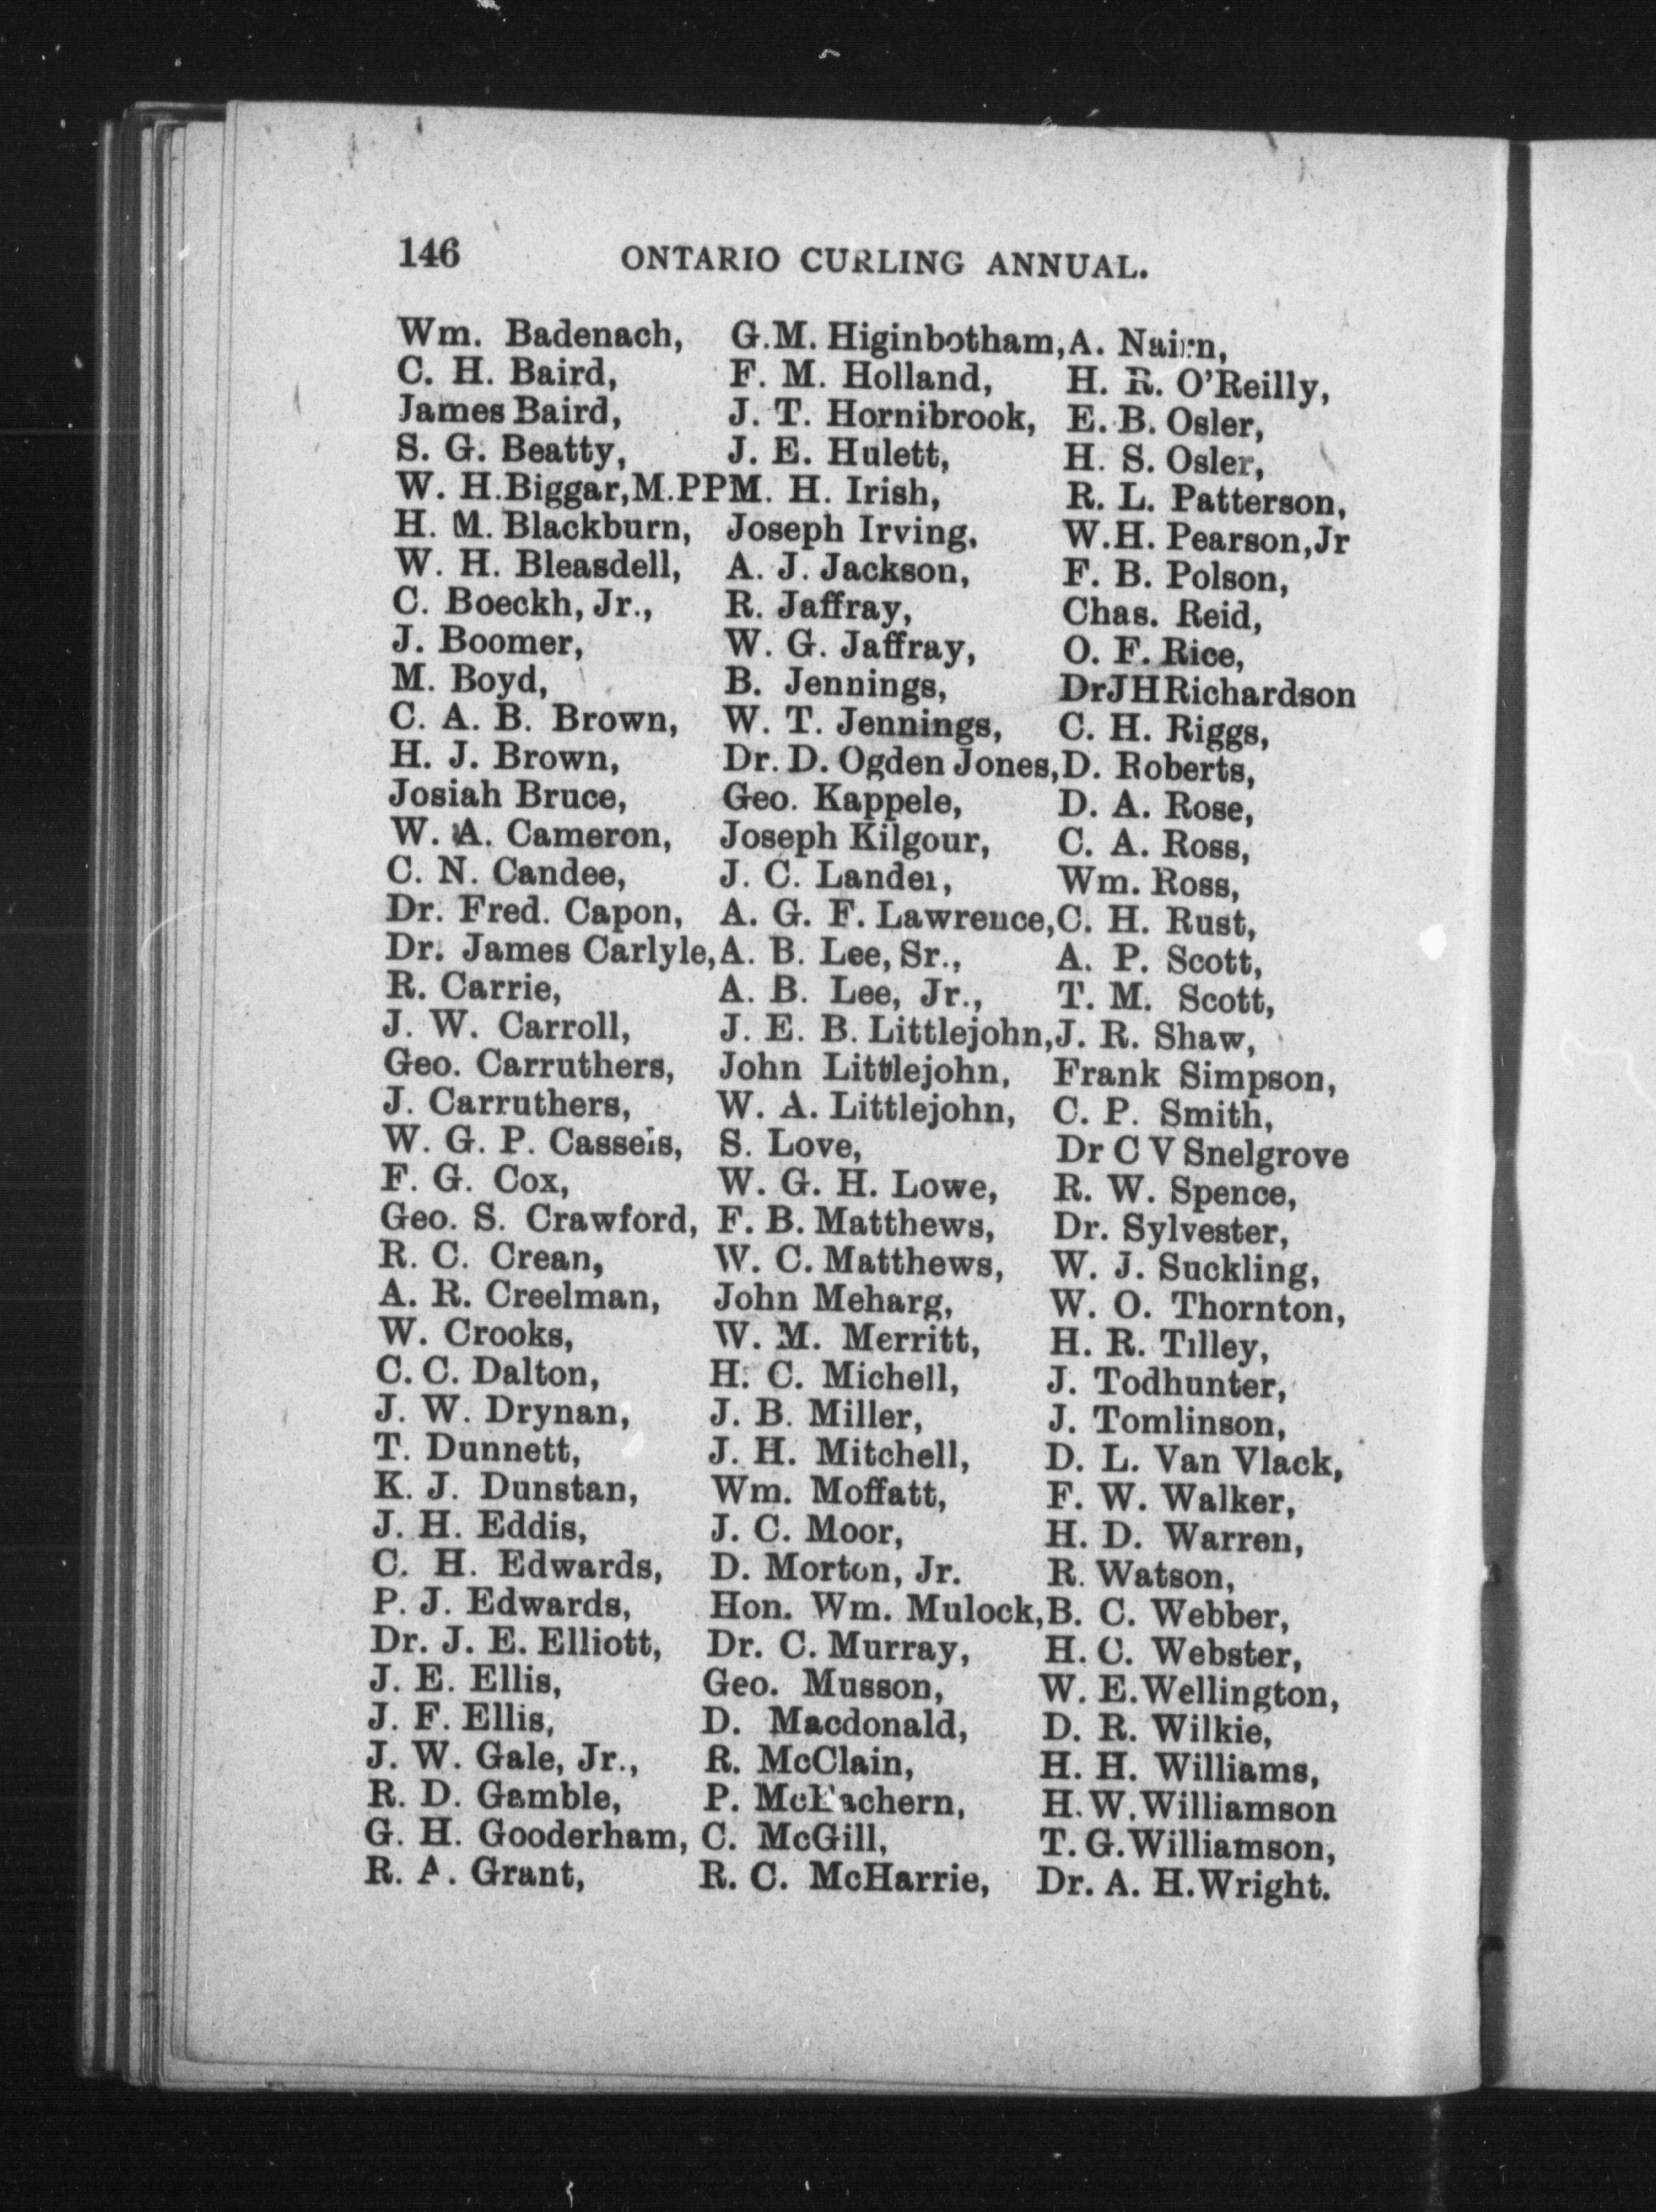 146 ONTARIO CURLING ANNUAL.
Wm. Badenach, G.M. Higinbotham, A. Nairn,
C. H. Baird, F. M. Holland, H. R. O'Reilly,
James Baird, J. T. Hornibrook, E. B. Osler,
S. G. Beatty, J. E. Hulett, H. S. Osler,
W. H. Biggar, M.PP M. H. Irish, R. L. Patterson,
H. M. Blackburn, Joseph Irving, W.H. Pearson, Jr
W. H. Bleasdell, A. J. Jackson, F. B. Polson,
C. Boeckh, Jr., R. Jaffray, Chas. Reid,
J. Boomer, W. G. Jaffray, O. F. Rice,
M. Boyd, B. Jennings, DrJHRichardson
C. A. B. Brown, W. T. Jennings, C. H. Riggs,
H. J. Brown, Dr. D. Ogden Jones, D. Roberts,
Josiah Bruce, Geo. Kappele, D. A. Rose,
W. A. Cameron, Joseph Kilgour, C. A. Ross,
C. N. Candee, J. C. Lander, Wm. Ross,
Dr. Fred. Capon, A. G. F. Lawrence, C. H. Rust,
Dr. James Carlyle, A. B. Lee, Sr., A. P. Scott,
R. Carrie, A. B. Lee, Jr., T. M. Scott,
J. W. Carroll, J. E. B. Littlejohn, J. R. Shaw,
Geo. Carruthers, John Littlejohn, Frank Simpson,
J. Carruthers, W. A. Littlejohn, C. P. Smith,
W. G. P. Cassels, S. Love, Dr C V Snelgrove
F. G. Cox, W. G. H. Lowe, R. W. Spence,
Geo. S. Crawford, F. B. Matthews, Dr. Sylvester,
R. C. Crean, W. C. Matthews, W. J. Suckling,
A. R. Creelman, John Meharg, W. O. Thornton,
W. Crooks, W. M. Merritt, H. R. Tilley,
C. C. Dalton, H. C. Michell, J. Todhunter,
J. W. Drynan, J. B. Miller, J. Tomlinson,
T. Dunnett, J. H. Mitchell, D. L. Van Vlack,
K. J. Dunstan, Wm. Moffatt, F. W. Walker,
J. H. Eddis, J. C. Moor, H. D. Warren,
C. H. Edwards, D. Morton, Jr. R. Watson,
P. J. Edwards, Hon. Wm. Mulock, B. C. Webber,
Dr. J. E. Elliott, Dr. C. Murray, H. C. Webster,
J. E. Ellis, Geo. Musson, W. E. Wellington,
J. F. Ellis, D. Macdonald, D. R. Wilkie,
J. W. Gale, Jr., R. McClain, H. H. Williams,
R. D. Gamble, P. McEachern, H. W. Williamson
G. H. Gooderham, C. McGill, T. G. Williamson,
R. A. Grant, R. C. McHarrie, Dr. A. H. Wright.